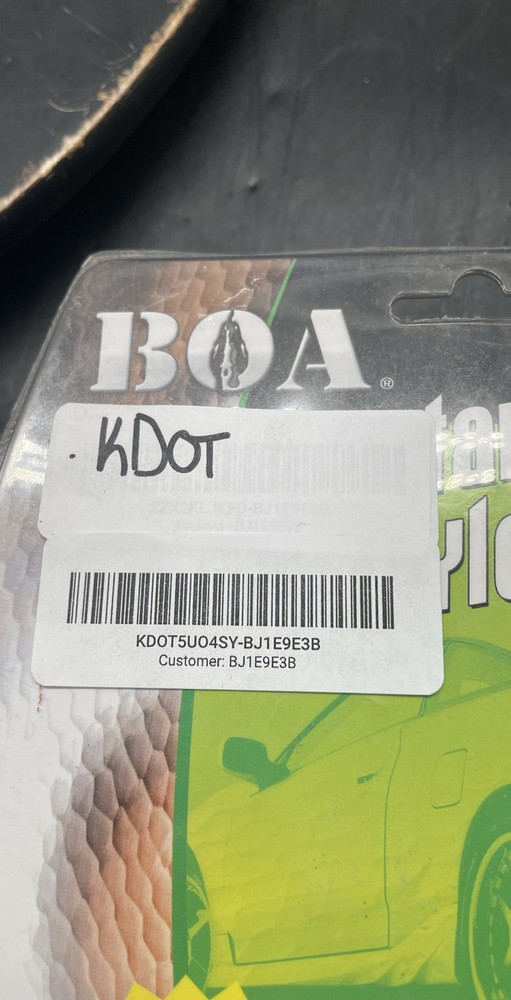 BOA®
. KDOT
KDOT5UO4SY-BJ1E9E3B
Customer: BJ1E9E3B